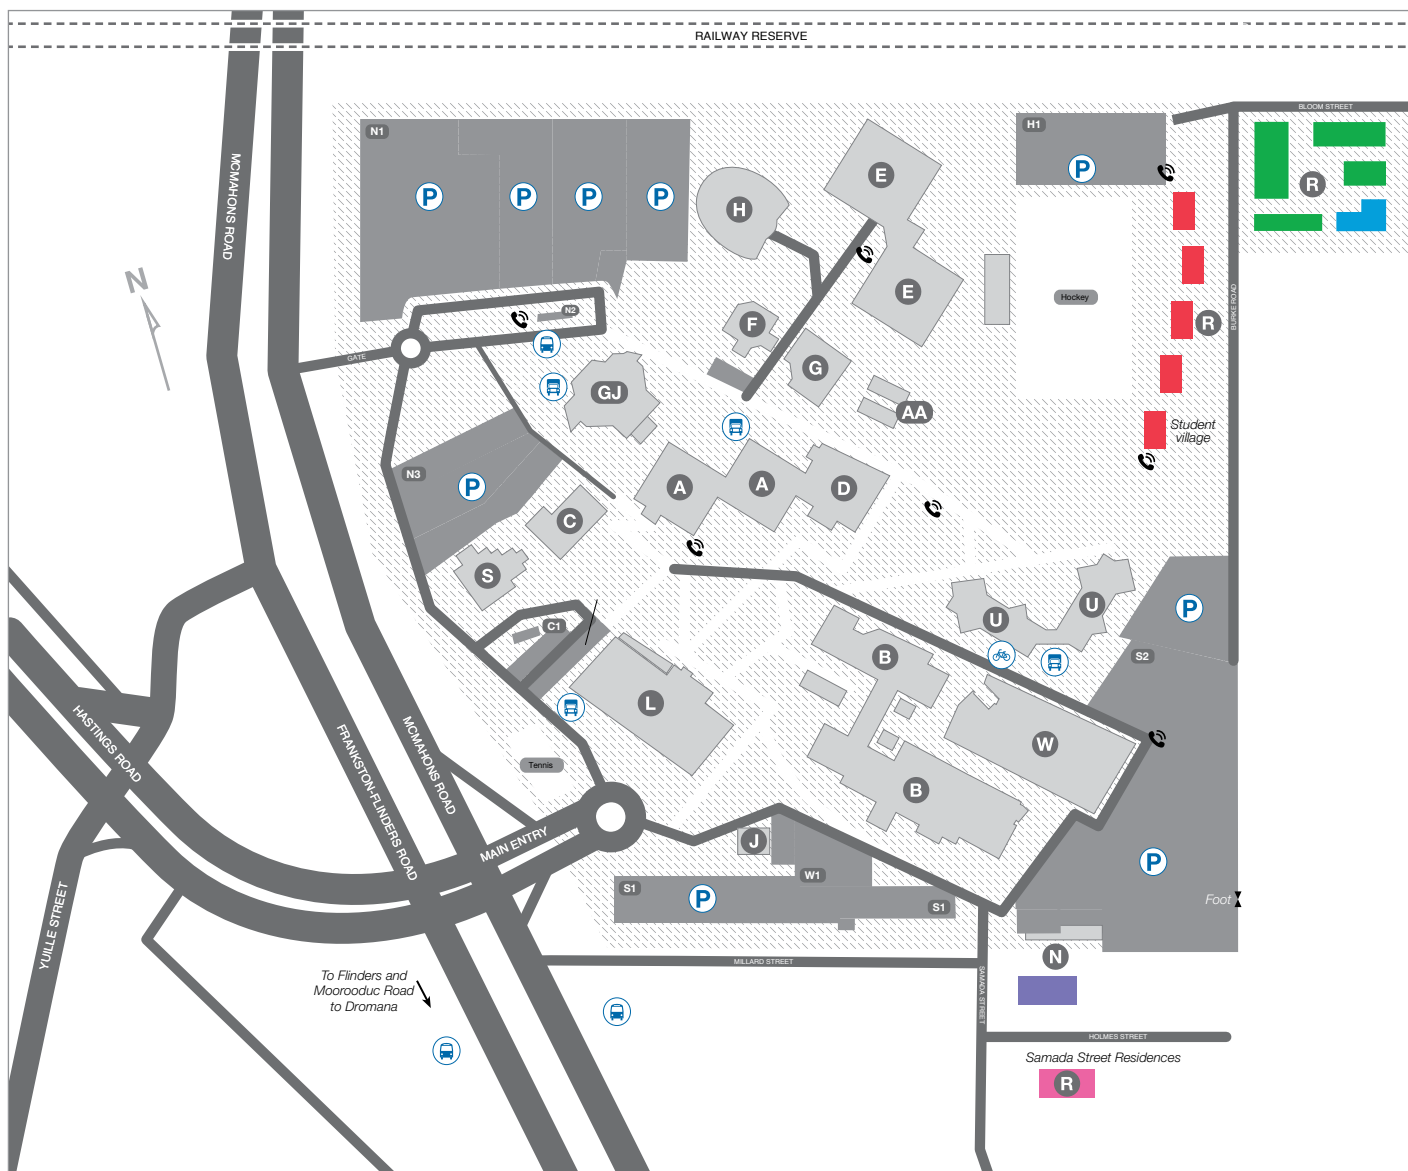 RAILWAY RESERVE
BLOOM STREET
N1
H1
P
P
P
P
P
E
H
R
MCMAHONS ROAD
N
E
Hockey
BURKE ROAD
N2
F
R
GATE
G
GJ
AA
Student
village
N3
P
A
A
D
C
S
U
U
P
C1
B
S2
L
HASTINGS ROAD
FRANKSTON-FLINDERS ROAD
MCMAHONS ROAD
W
Tennis
B
MAIN ENTRY
J
P
W1
S1
P
S1
Foot
YUILLE STREET
MILLARD STREET
N
SAMADA STREET
To Flinders and
Moorooduc Road
to Dromana
HOLMES STREET
Samada Street Residences
R